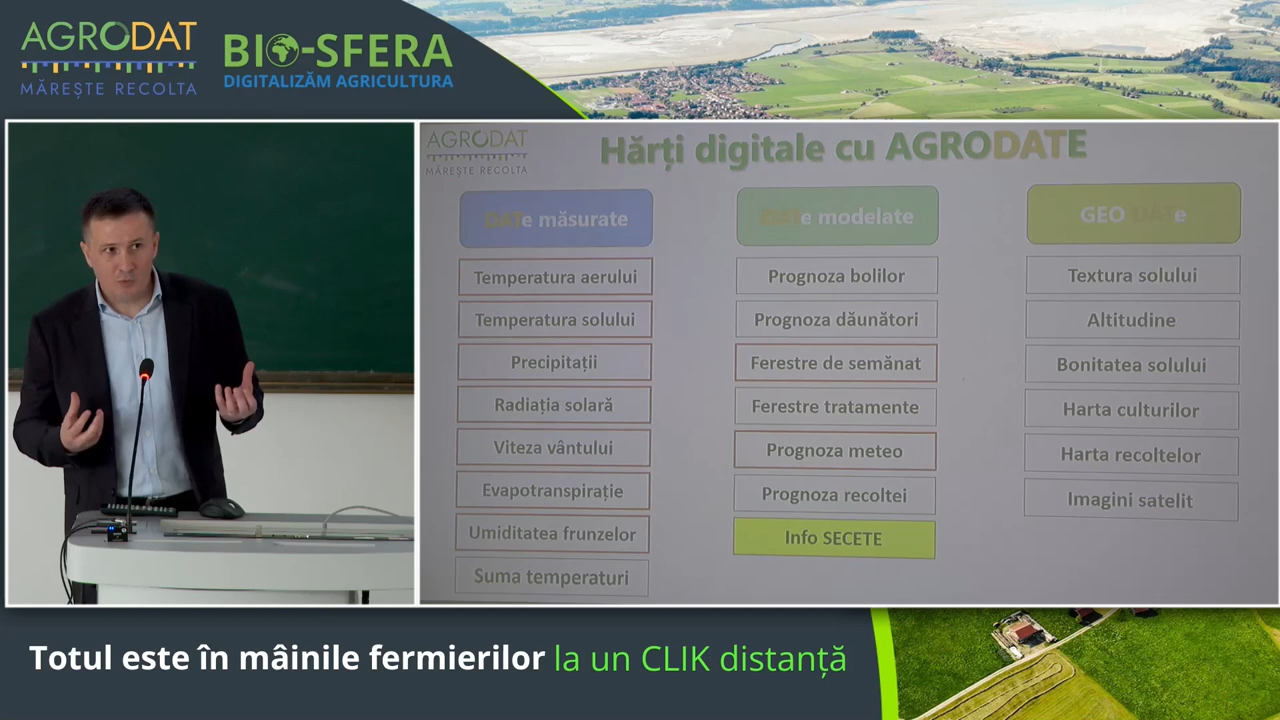 AGRODAT
MĂREȘTE RECOLTA
BIO-SFERA
DIGITALIZĂM AGRICULTURA
AGRODAT
MĂREȘTE RECOLTA
Hărți digitale cu AGRODATE
DATe măsurate
Temperatura aerului
Temperatura solului
Precipitații
Radiația solară
Viteza vântului
Evapotranspirație
Umiditatea frunzelor
Suma temperaturi
DATe modelate
Prognoza bolilor
Prognoza dăunători
Ferestre de semănat
Ferestre tratamente
Prognoza meteo
Prognoza recoltei
Info SECETE
GEO DATe
Textura solului
Altitudine
Bonitatea solului
Harta culturilor
Harta recoltelor
Imagini satelit
Totul este în mâinile fermierilor la un CLIK distanță